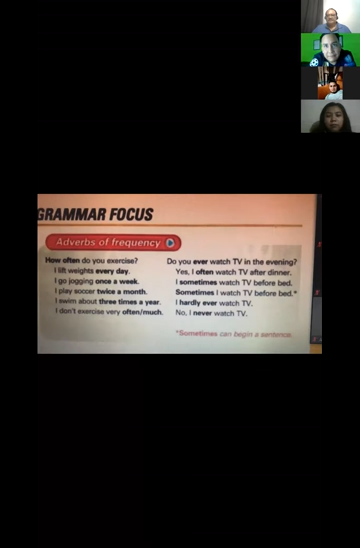 GRAMMAR FOCUS
Adverbs of frequency
How often do you exercise?
I lift weights every day.
I go jogging once a week.
I play soccer twice a month.
I swim about three times a year.
I don't exercise very often/much.
Do you ever watch TV in the evening?
Yes, I often watch TV after dinner.
I sometimes watch TV before bed.
Sometimes I watch TV before bed.*
I hardly ever watch TV.
No, I never watch TV.
*Sometimes can begin a sentence.